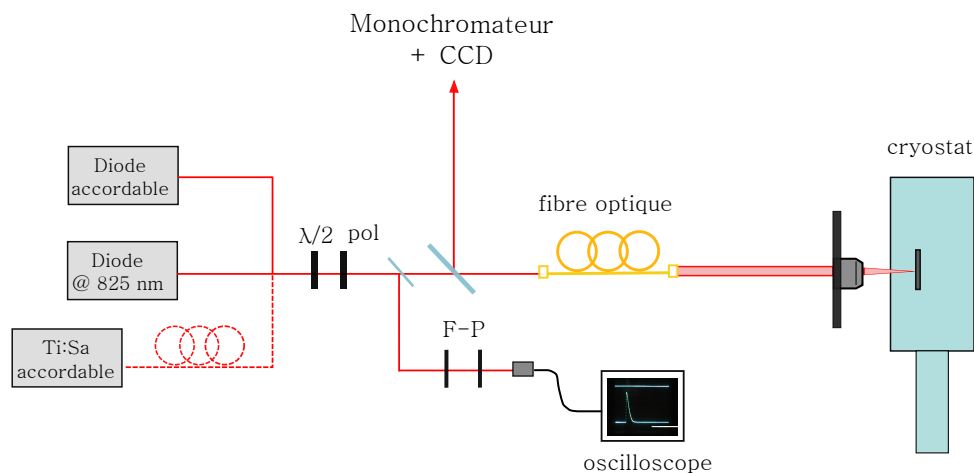 Monochromateur
+ CCD
cryostat
Diode
accordable
fibre optique
λ/2 pol
Diode
@ 825 nm
F-P
Ti:Sa
accordable
oscilloscope